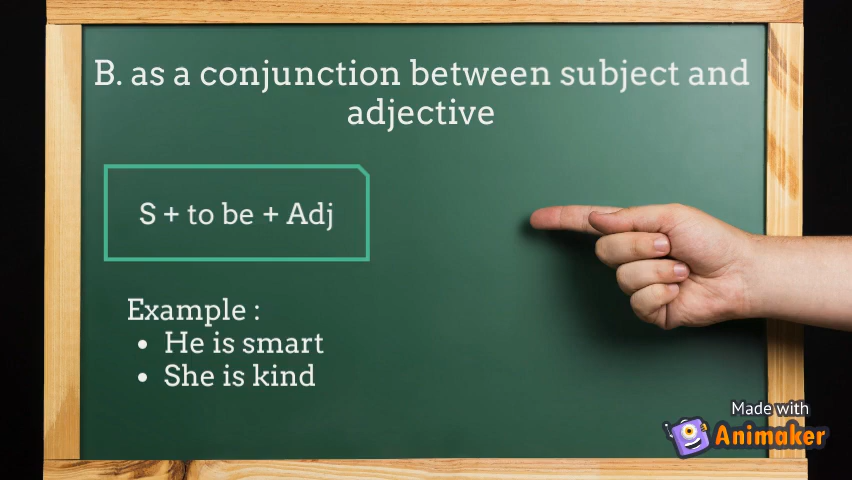 B. as a conjunction between subject and
adjective
S + to be + Adj
Example :
• He is smart
• She is kind
Made with
Animaker